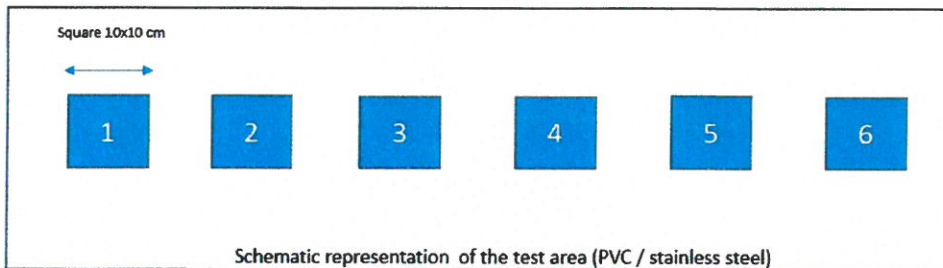 Square 10x10 cm
1 2 3 4 5 6
Schematic representation of the test area (PVC / stainless steel)